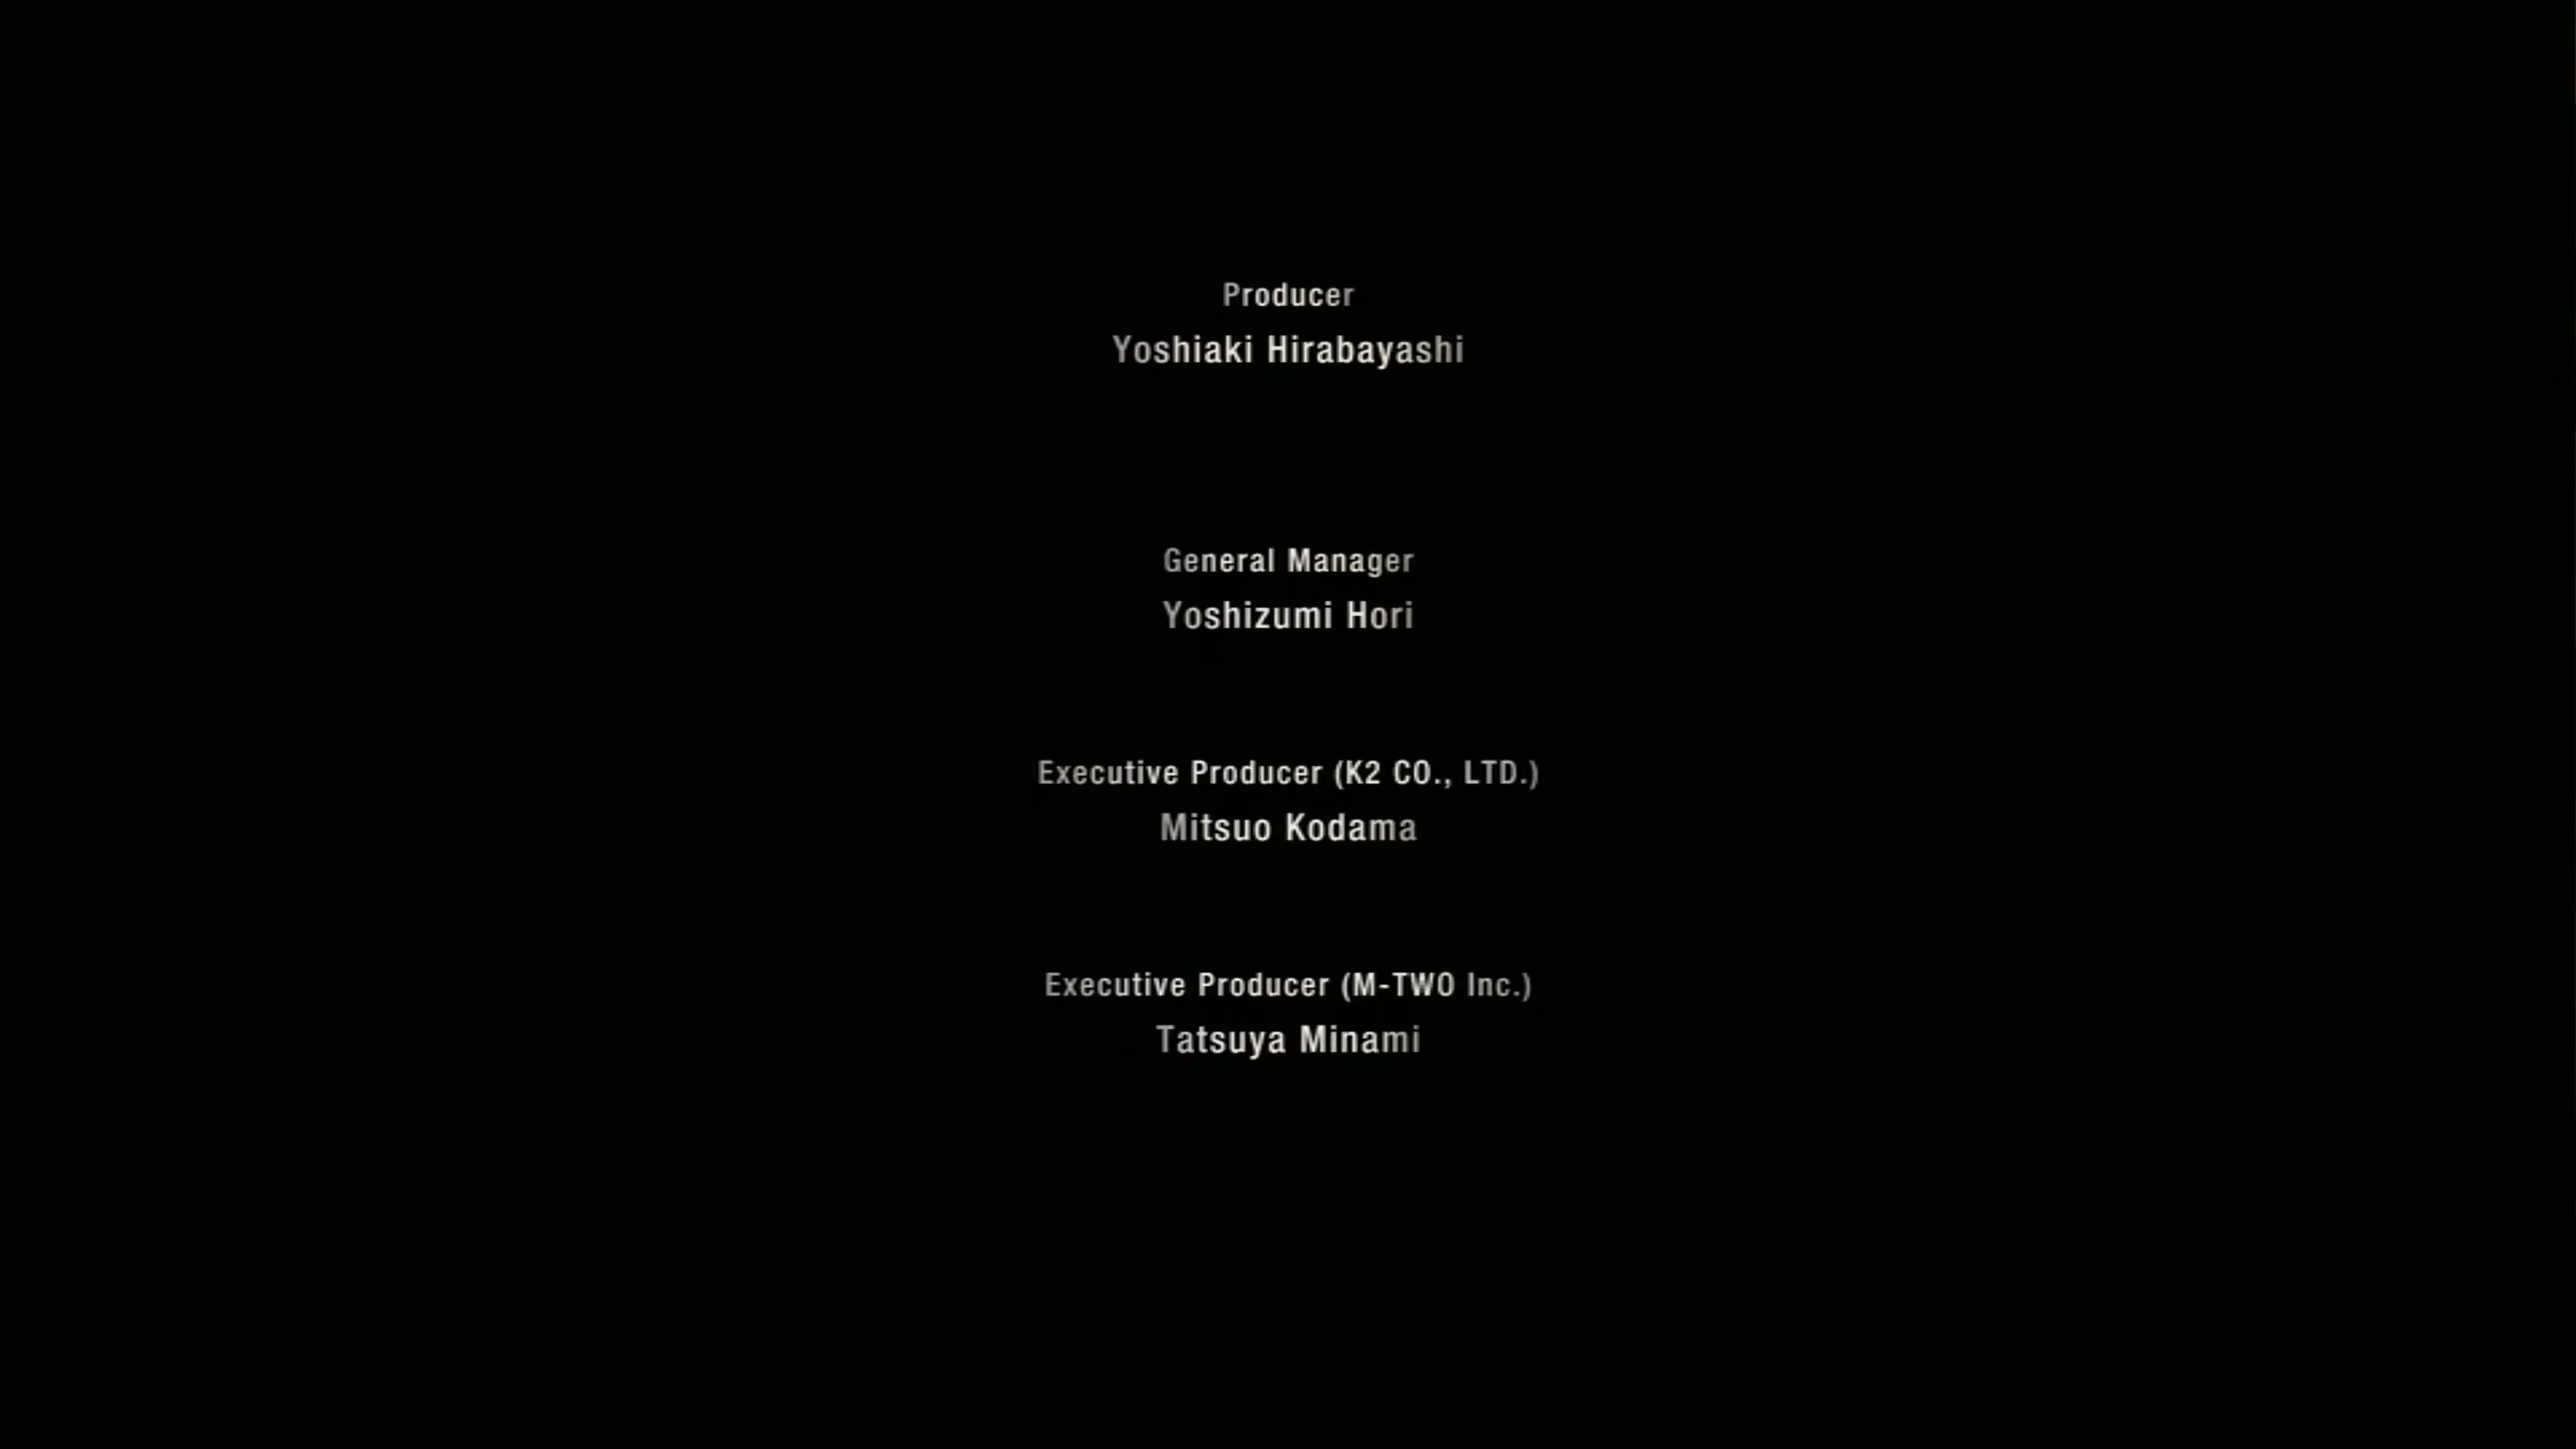 Producer
Yoshiaki Hirabayashi
General Manager
Yoshizumi Hori
Executive Producer (K2 CO., LTD.)
Mitsuo Kodama
Executive Producer (M-TWO Inc.)
Tatsuya Minami